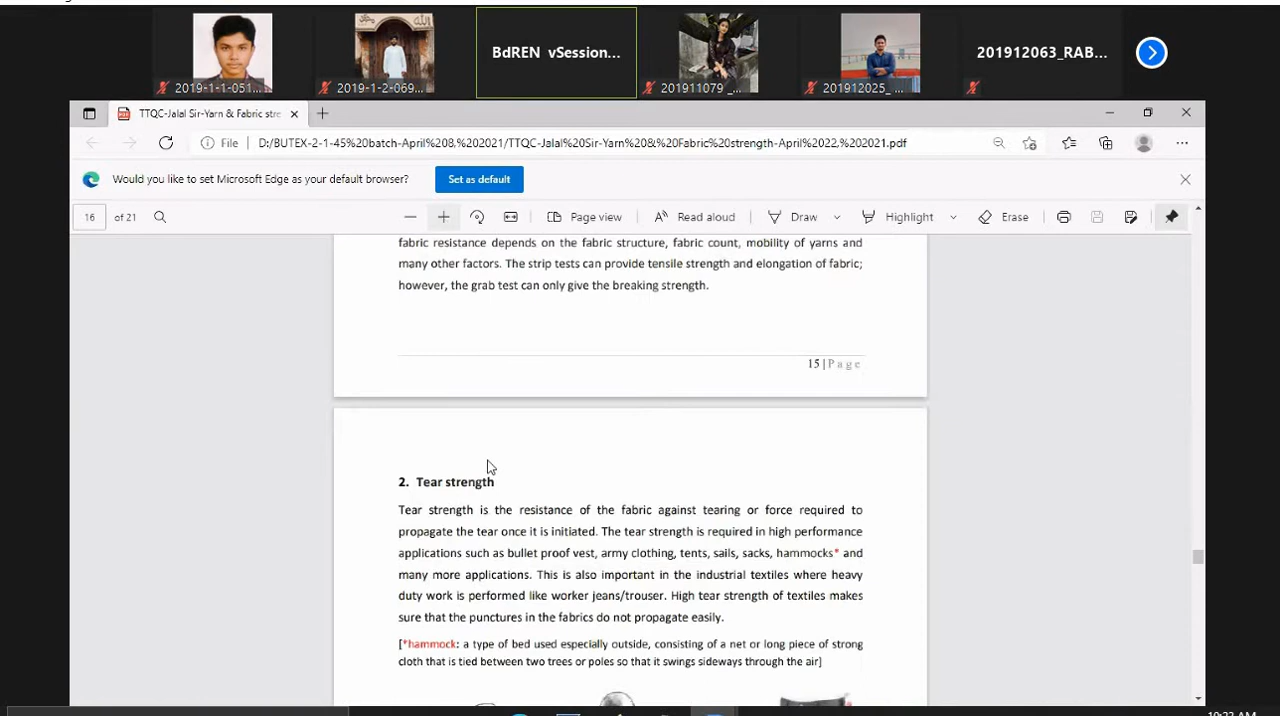 2019-1-1-051...
2019-1-2-069...
BdREN vSession...
201911079 _...
201912025_ ...
201912063_RAB...
TTQC-Jalal Sir-Yarn & Fabric stre
File
D:/BUTEX-2-1-45%20batch-April%208,%202021/TTQC-Jalal%20Sir-Yarn%20&%20Fabric%20strength-April%2022,%202021.pdf
Would you like to set Microsoft Edge as your default browser?
Set as default
16 of 21
Page view
Read aloud
Draw
Highlight
Erase
fabric resistance depends on the fabric structure, fabric count, mobility of yarns and
many other factors. The strip tests can provide tensile strength and elongation of fabric;
however, the grab test can only give the breaking strength.
15 | Page
2. Tear strength
Tear strength is the resistance of the fabric against tearing or force required to
propagate the tear once it is initiated. The tear strength is required in high performance
applications such as bullet proof vest, army clothing, tents, sails, sacks, hammocks* and
many more applications. This is also important in the industrial textiles where heavy
duty work is performed like worker jeans/trouser. High tear strength of textiles makes
sure that the punctures in the fabrics do not propagate easily.
[*hammock: a type of bed used especially outside, consisting of a net or long piece of strong
cloth that is tied between two trees or poles so that it swings sideways through the air]